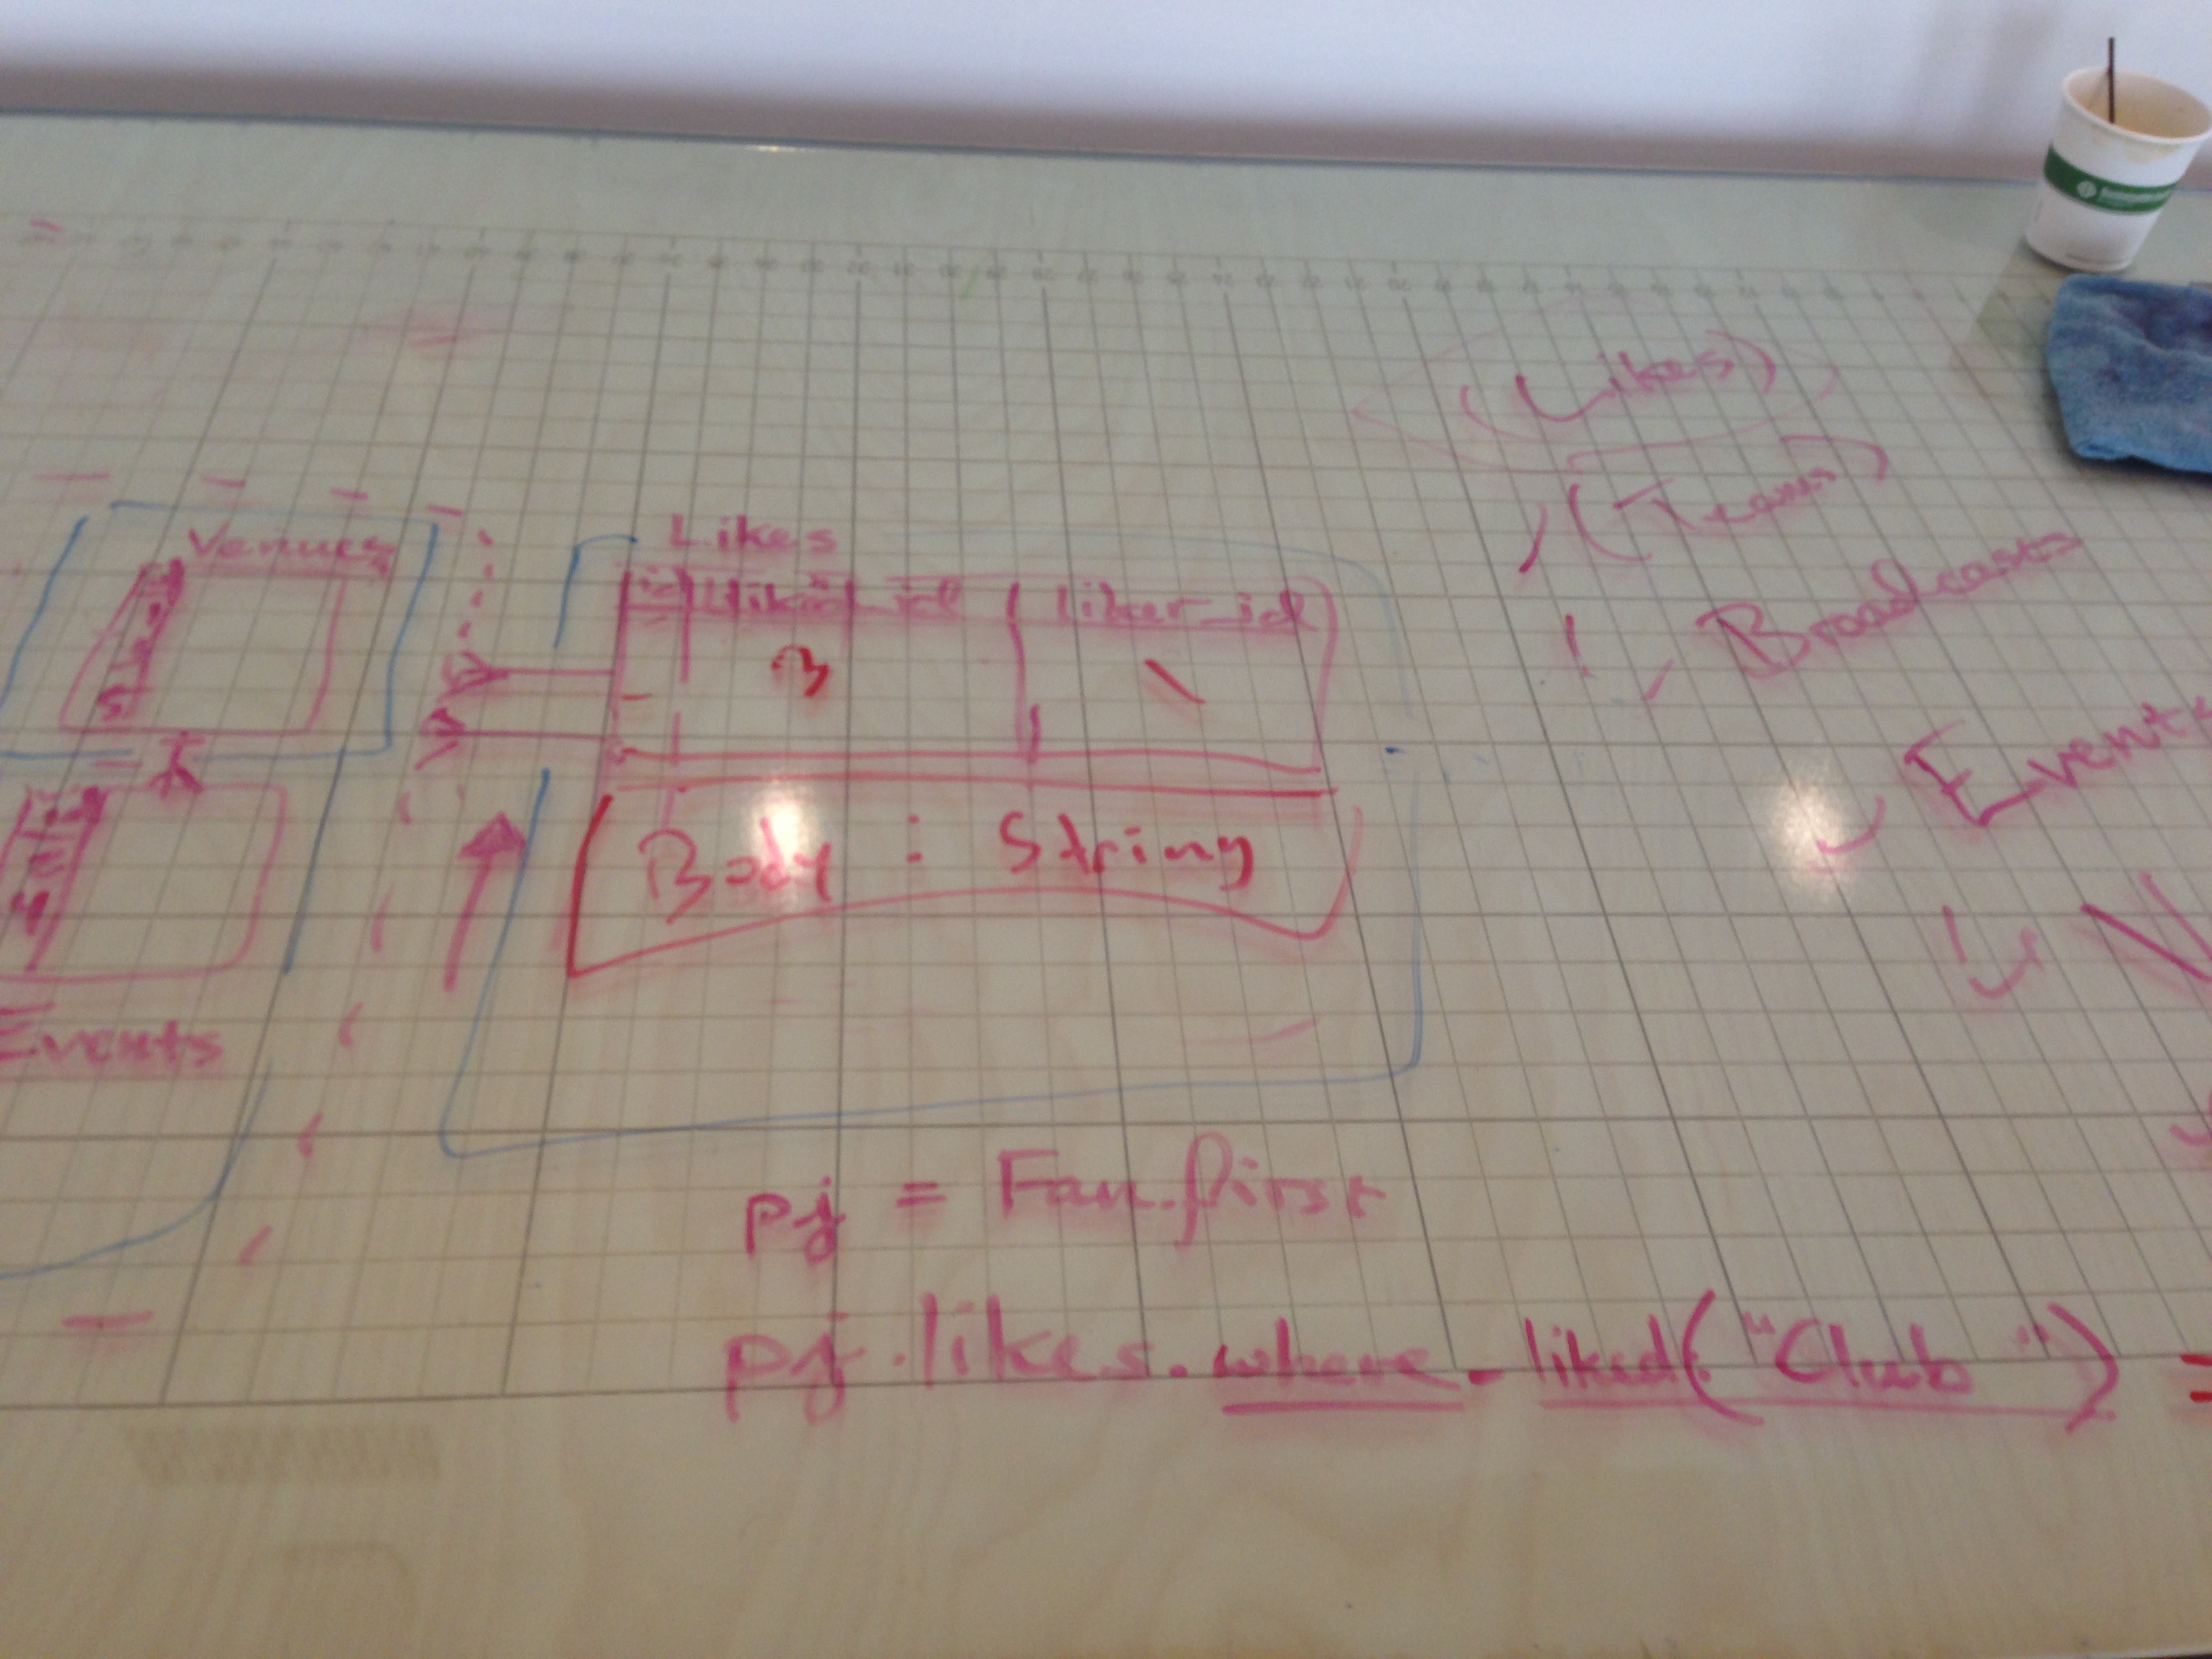 (Likes)
(Teams)
Broadcasts
Events
Venues
Likes
id liked_id liker_id
3 1
Body : String
id
Events
pj = Fan.first
pj.likes.where_liked("Club") =